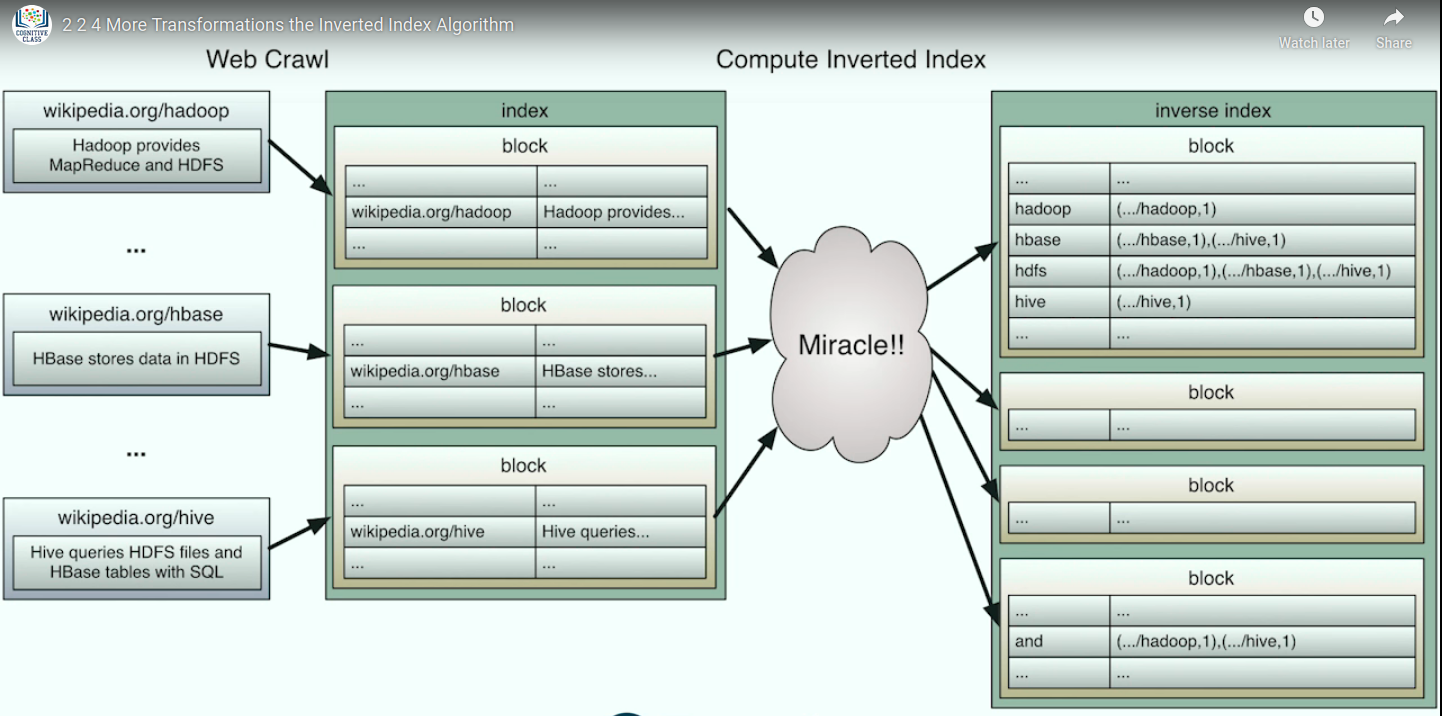 COGNITIVE
CLASS
2 2 4 More Transformations the Inverted Index Algorithm
Watch later
Share
Web Crawl
Compute Inverted Index
wikipedia.org/hadoop
Hadoop provides
MapReduce and HDFS
...
wikipedia.org/hbase
HBase stores data in HDFS
...
wikipedia.org/hive
Hive queries HDFS files and
HBase tables with SQL
index
block
... ...
wikipedia.org/hadoop Hadoop provides...
... ...
block
... ...
wikipedia.org/hbase HBase stores...
... ...
block
... ...
wikipedia.org/hive Hive queries...
... ...
Miracle!!
inverse index
block
... ...
hadoop (.../hadoop,1)
hbase (.../hbase,1),(.../hive,1)
hdfs (.../hadoop,1),(.../hbase,1),(.../hive,1)
hive (.../hive,1)
... ...
block
... ...
block
... ...
block
... ...
and (.../hadoop,1),(.../hive,1)
... ...